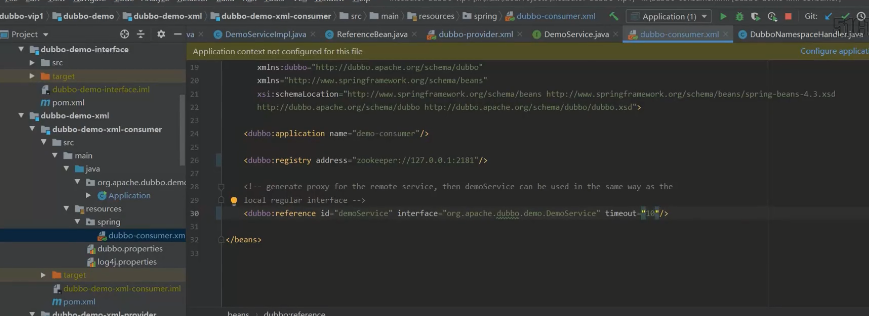 dubbo-vip1 dubbo-demo dubbo-demo-xml dubbo-demo-xml-consumer src main resources spring dubbo-consumer.xml Application (1) Git:
Project va DemoServiceImpl.java ReferenceBean.java dubbo-provider.xml DemoService.java dubbo-consumer.xml DubboNamespaceHandler.java
Application context not configured for this file Configure applicat
dubbo-demo-interface
src
target
dubbo-demo-interface.iml
pom.xml
dubbo-demo-xml
dubbo-demo-xml-consumer
src
main
java
org.apache.dubbo.demo
Application
resources
spring
dubbo-consumer.xm
dubbo.properties
log4j.properties
target
dubbo-demo-xml-consumer.iml
pom.xml
dubbo-demo-xml-provider
19 xmlns:dubbo="http://dubbo.apache.org/schema/dubbo"
20 xmlns="http://www.springframework.org/schema/beans"
21 xsi:schemaLocation="http://www.springframework.org/schema/beans http://www.springframework.org/schema/beans/spring-beans-4.3.xsd
22 http://dubbo.apache.org/schema/dubbo http://dubbo.apache.org/schema/dubbo/dubbo.xsd">
23
24 <dubbo:application name="demo-consumer"/>
25
26 <dubbo:registry address="zookeeper://127.0.0.1:2181"/>
27
28 <!-- generate proxy for the remote service, then demoService can be used in the same way as the
29 local regular interface -->
30 <dubbo:reference id="demoService" interface="org.apache.dubbo.demo.DemoService" timeout="10"/>
31
32 </beans>
33
beans dubbo:reference